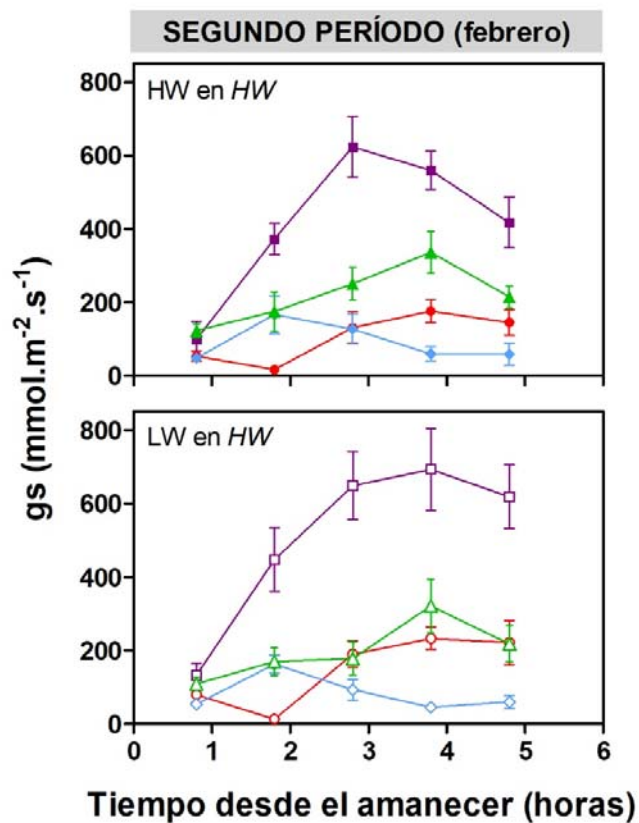 SEGUNDO PERÍODO (febrero)
HW en HW
800
600
400
200
0
LW en HW
800
600
400
200
0
0 1 2 3 4 5 6
gs (mmol.m-2.s-1)
Tiempo desde el amanecer (horas)